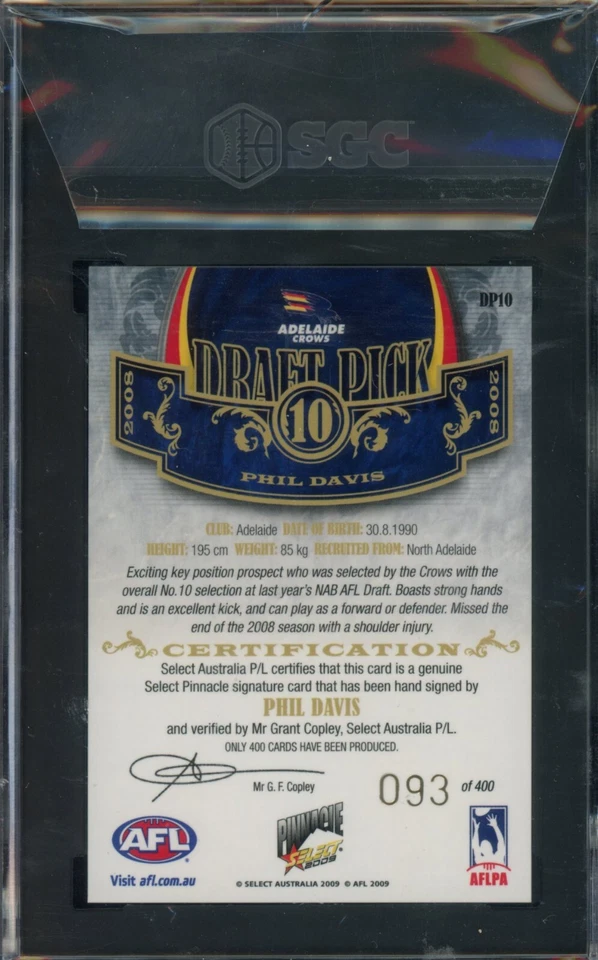 SGC
DP10
ADELAIDE
CROWS
DRAFT PICK
2008
10
2008
PHIL DAVIS
CLUB: Adelaide DATE OF BIRTH: 30.8.1990
HEIGHT: 195 cm WEIGHT: 85 kg RECRUITED FROM: North Adelaide
Exciting key position prospect who was selected by the Crows with the
overall No.10 selection at last year's NAB AFL Draft. Boasts strong hands
and is an excellent kick, and can play as a forward or defender. Missed the
end of the 2008 season with a shoulder injury.
CERTIFICATION
Select Australia P/L certifies that this card is a genuine
Select Pinnacle signature card that has been hand signed by
PHIL DAVIS
and verified by Mr Grant Copley, Select Australia P/L.
ONLY 400 CARDS HAVE BEEN PRODUCED.
Mr G. F. Copley
093 of 400
AFL
Visit afl.com.au
PINNACLE
SELECT
2009
© SELECT AUSTRALIA 2009 © AFL 2009
AFLPA